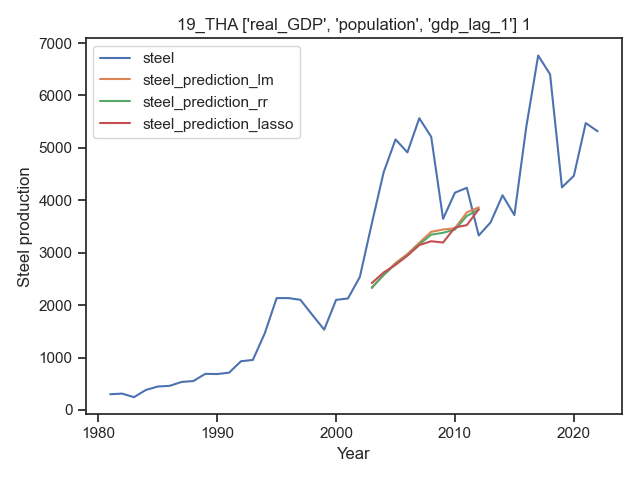 19_THA ['real_GDP', 'population', 'gdp_lag_1'] 1
steel
steel_prediction_lm
steel_prediction_rr
steel_prediction_lasso
Steel production
7000
6000
5000
4000
3000
2000
1000
0
1980 1990 2000 2010 2020
Year